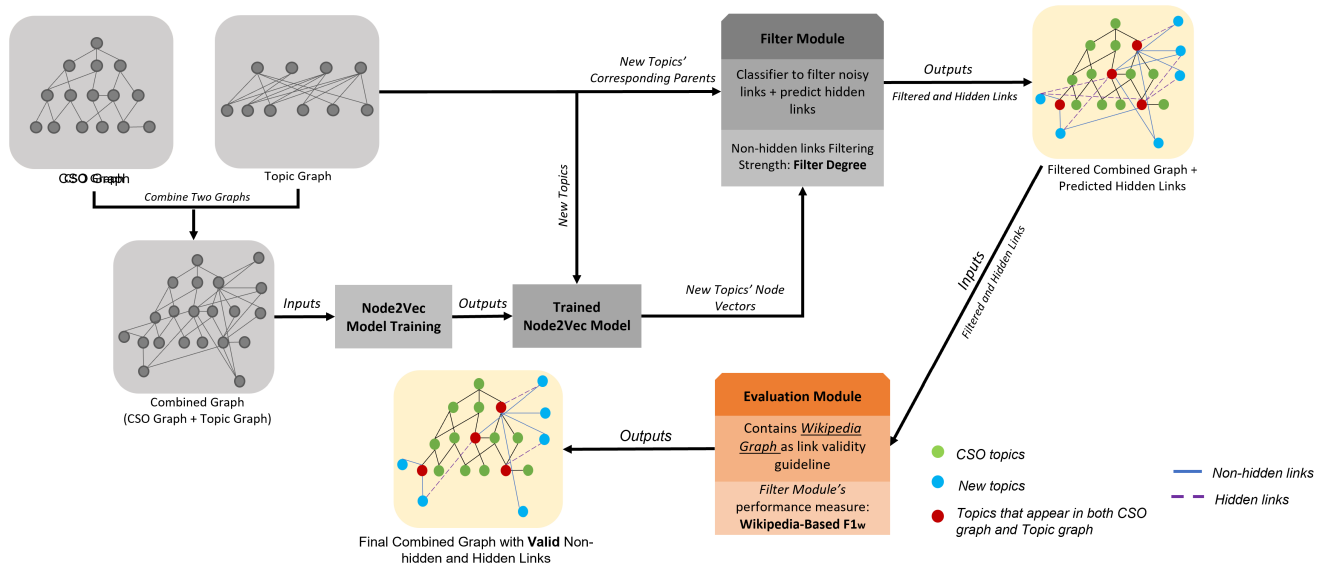 CSO Graph
Topic Graph
Combine Two Graphs
New Topics'
Corresponding Parents
New Topics
Filter Module
Classifier to filter noisy
links + predict hidden
links
Non-hidden links Filtering
Strength: Filter Degree
Outputs
Filtered and Hidden Links
Filtered Combined Graph +
Predicted Hidden Links
Inputs
Filtered and Hidden Links
Combined Graph
(CSO Graph + Topic Graph)
Inputs
Node2Vec
Model Training
Outputs
Trained
Node2Vec Model
New Topics' Node
Vectors
Evaluation Module
Contains Wikipedia
Graph as link validity
guideline
Filter Module's
performance measure:
Wikipedia-Based F1w
Outputs
Final Combined Graph with Valid Non-
hidden and Hidden Links
CSO topics
New topics
Topics that appear in both CSO
graph and Topic graph
Non-hidden links
Hidden links